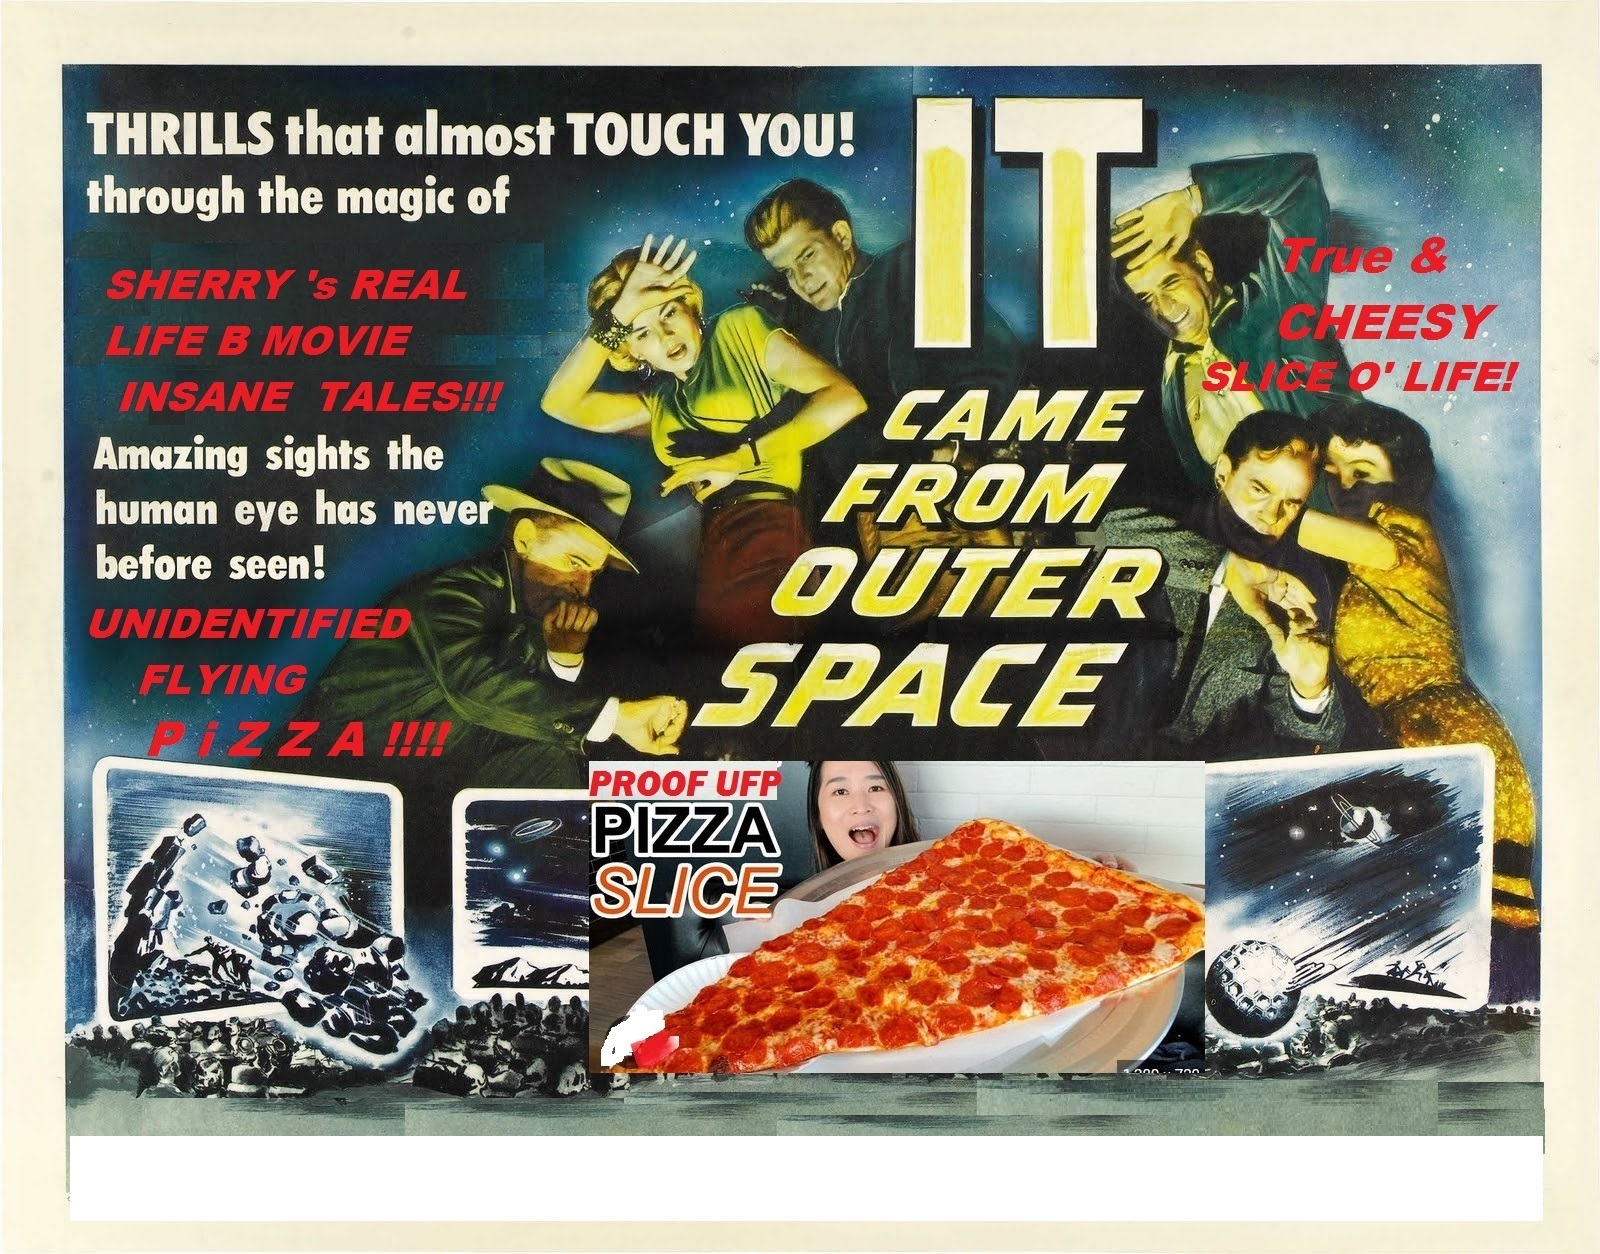 THRILLS that almost TOUCH YOU!
through the magic of
SHERRY 's REAL
LIFE B MOVIE
INSANE TALES!!!
Amazing sights the
human eye has never
before seen!
UNIDENTIFIED
FLYING
P i Z Z A !!!!
IT
CAME
FROM
OUTER
SPACE
True &
CHEESY
SLICE O' LIFE!
PROOF UFP
PIZZA
SLICE